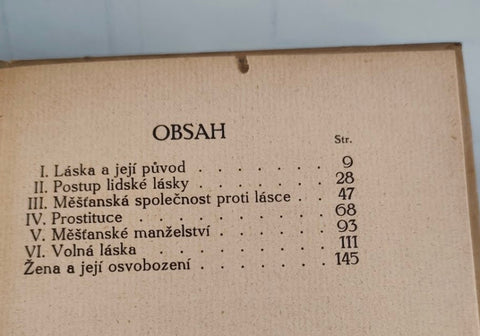 OBSAH
Str.
I. Láska a její původ . . . . . . . 9
II. Postup lidské lásky . . . . . . . 28
III. Měšťanská společnost proti lásce . . 47
IV. Prostituce . . . . . . . . . 68
V. Měšťanské manželství . . . . . . 93
VI. Volná láska . . . . . . . . . 111
Žena a její osvobození . . . . . . . 145